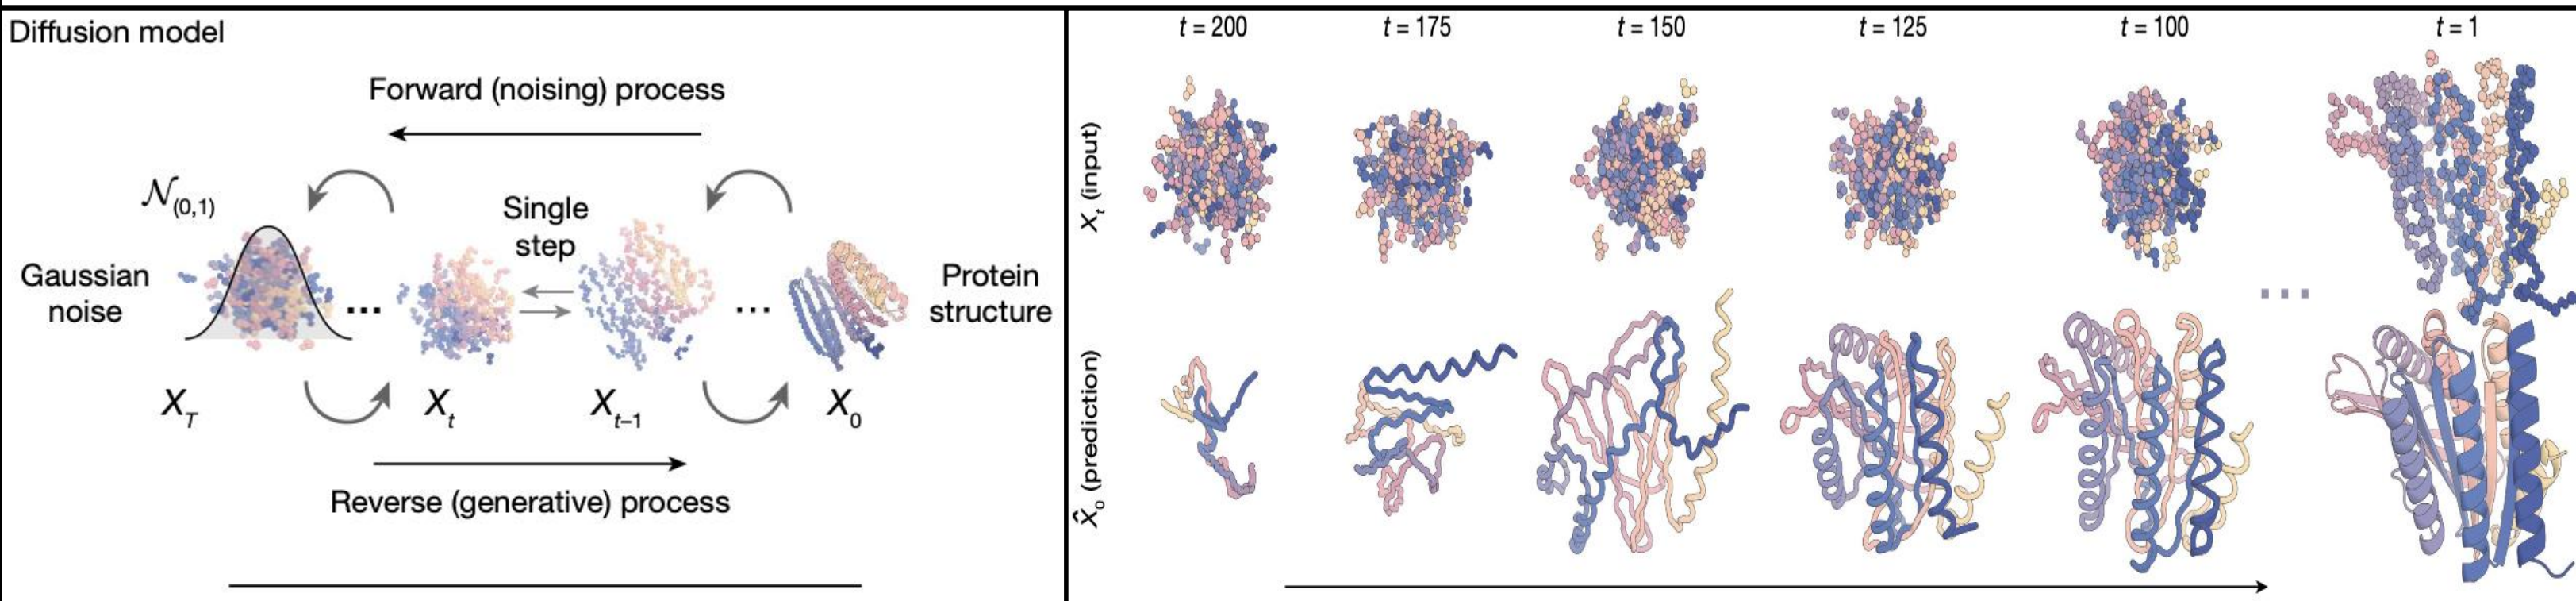 Diffusion model
Forward (noising) process
𝒩(0,1)
Single
step
Gaussian
noise
...
...
Protein
structure
X_T
X_t
X_t–1
X_0
Reverse (generative) process
t = 200
t = 175
t = 150
t = 125
t = 100
t = 1
X_t (input)
...
X̂_0 (prediction)